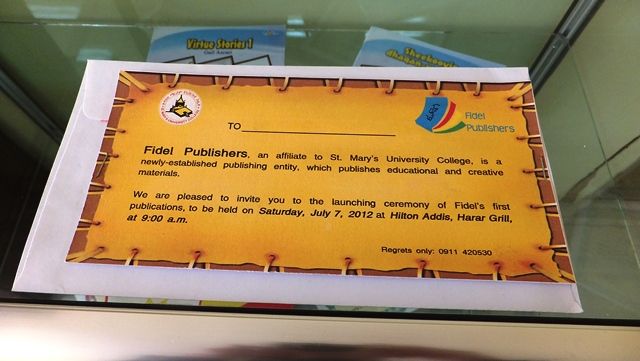 Virtue Stories 1
TO
ፊደል
Fidel
Publishers
Fidel Publishers, an affiliate to St. Mary's University College, is a
newly-established publishing entity, which publishes educational and creative
materials.
We are pleased to invite you to the launching ceremony of Fidel's first
publications, to be held on Saturday, July 7, 2012 at Hilton Addis, Harar Grill,
at 9:00 a.m.
Regrets only: 0911 420530